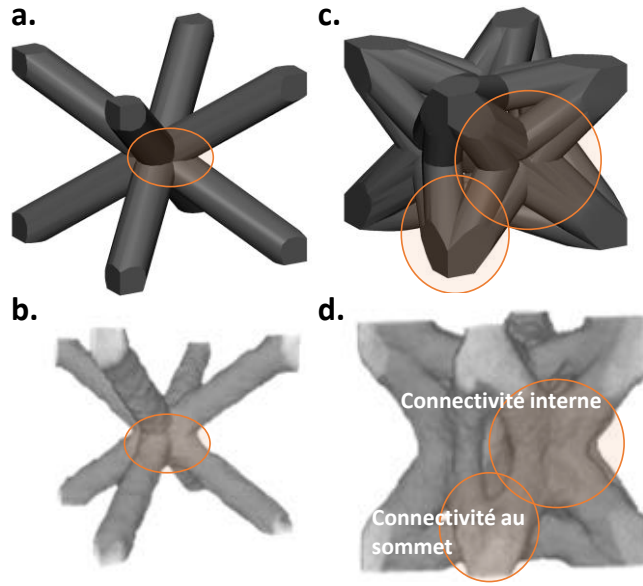 a.
c.
b.
d.
Connectivité interne
Connectivité au
sommet